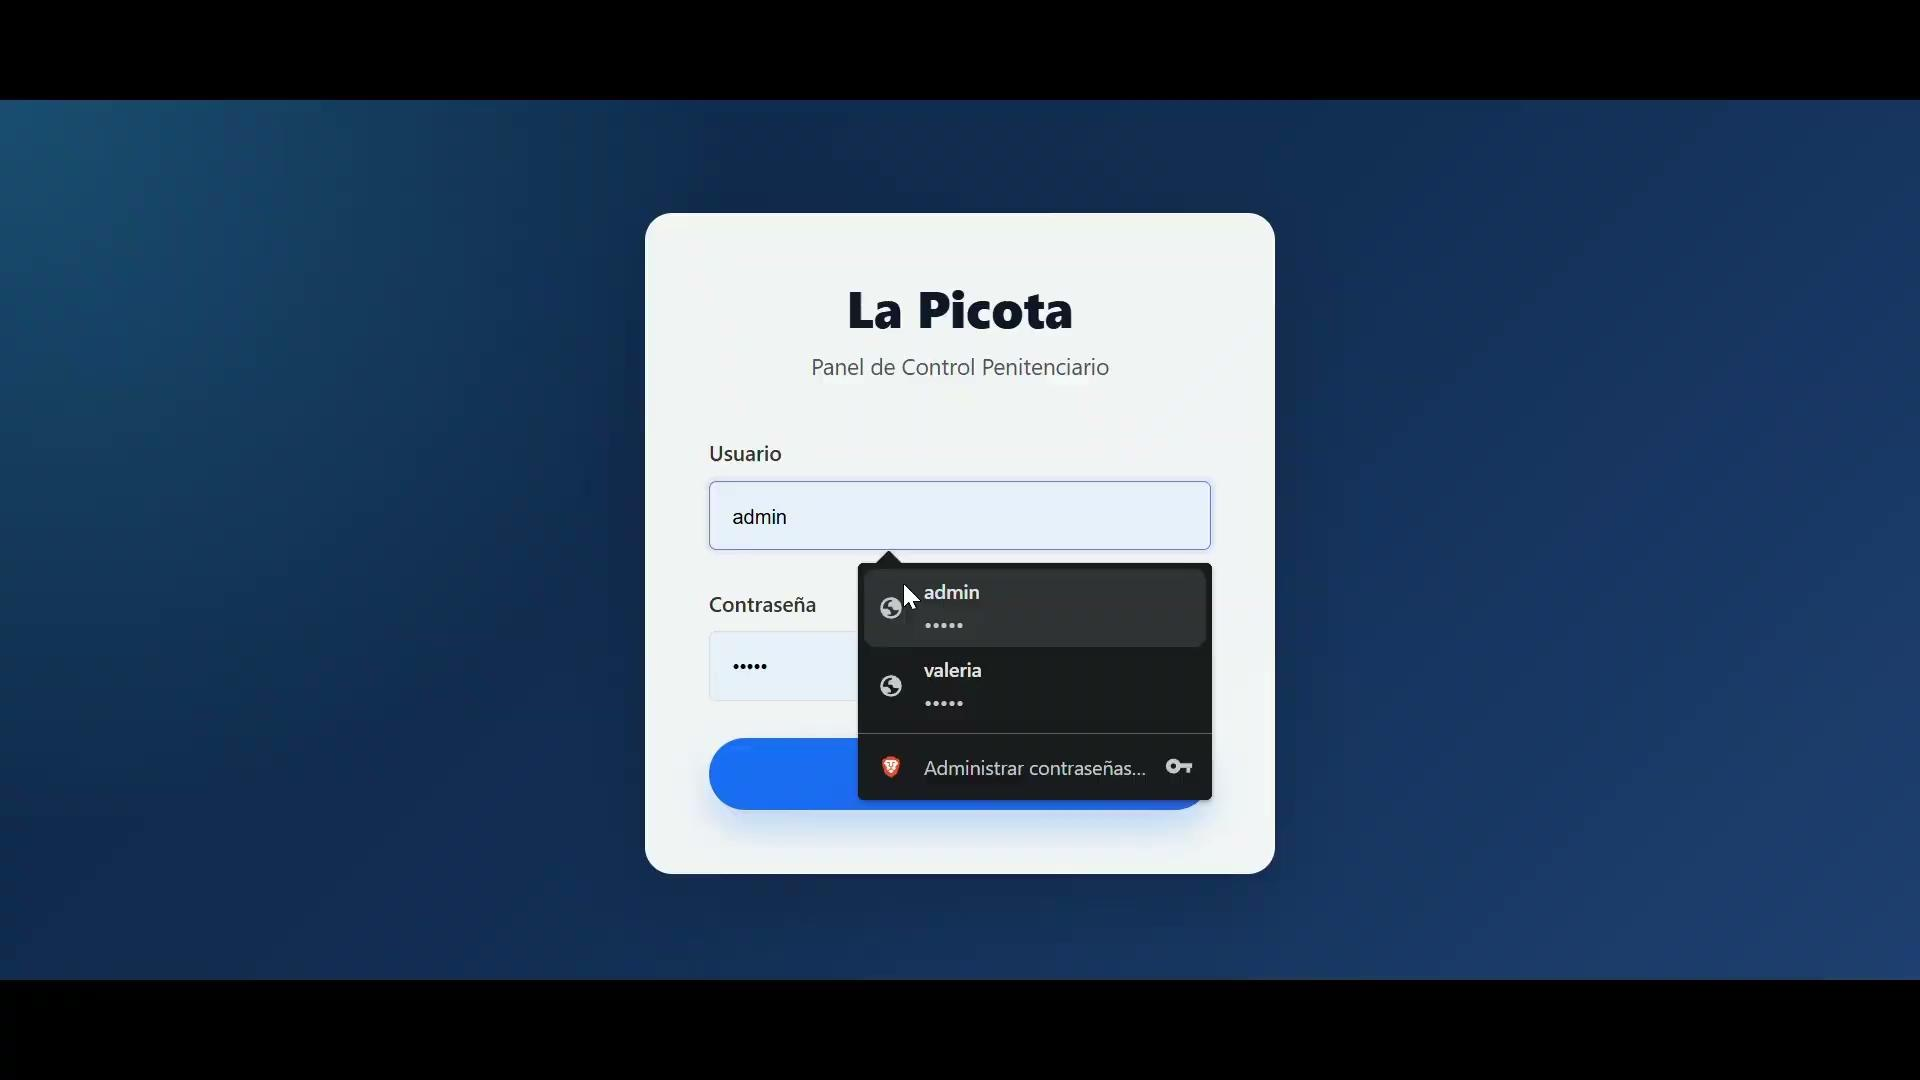 La Picota
Panel de Control Penitenciario
Usuario
admin
Contraseña
•••••
admin
•••••
valeria
•••••
Administrar contraseñas...